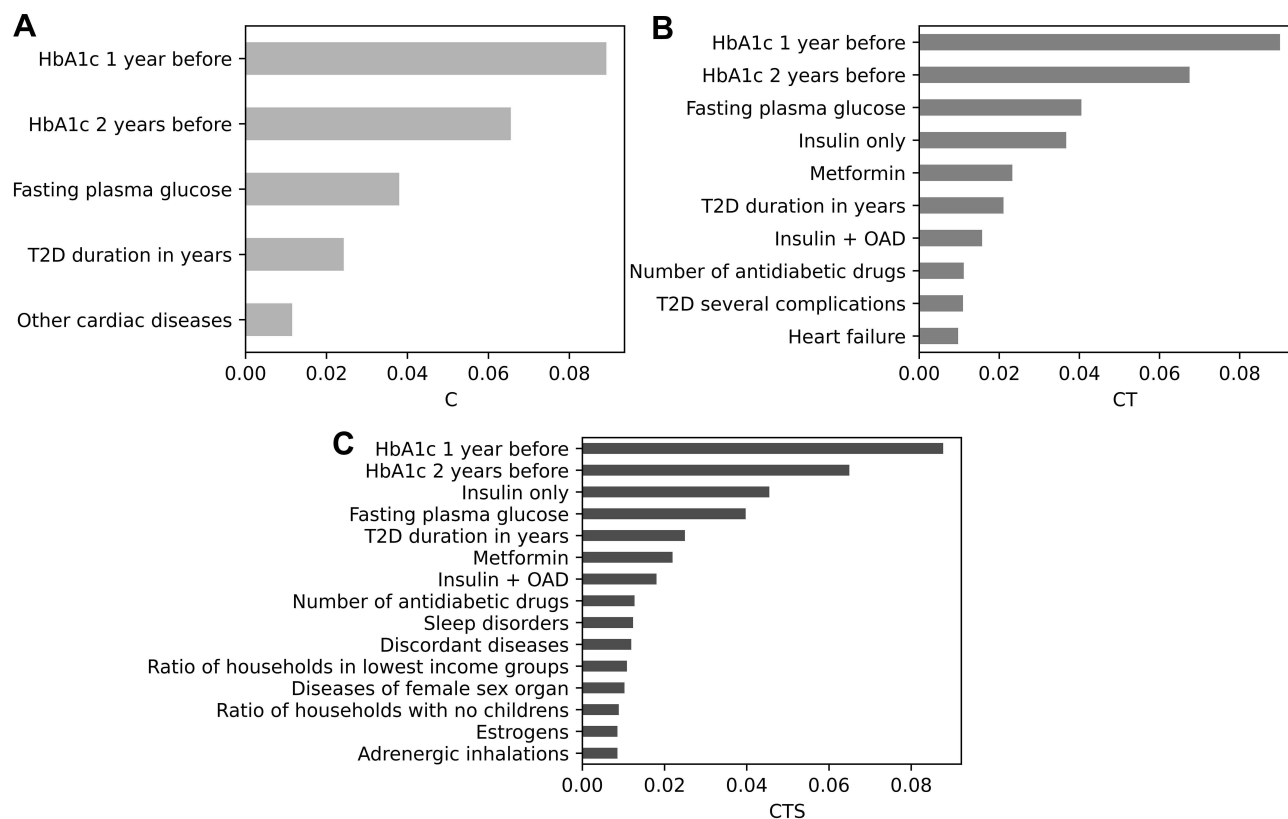 A
HbA1c 1 year before
HbA1c 2 years before
Fasting plasma glucose
T2D duration in years
Other cardiac diseases
0.00 0.02 0.04 0.06 0.08
C
B
HbA1c 1 year before
HbA1c 2 years before
Fasting plasma glucose
Insulin only
Metformin
T2D duration in years
Insulin + OAD
Number of antidiabetic drugs
T2D several complications
Heart failure
0.00 0.02 0.04 0.06 0.08
CT
C
HbA1c 1 year before
HbA1c 2 years before
Insulin only
Fasting plasma glucose
T2D duration in years
Metformin
Insulin + OAD
Number of antidiabetic drugs
Sleep disorders
Discordant diseases
Ratio of households in lowest income groups
Diseases of female sex organ
Ratio of households with no childrens
Estrogens
Adrenergic inhalations
0.00 0.02 0.04 0.06 0.08
CTS